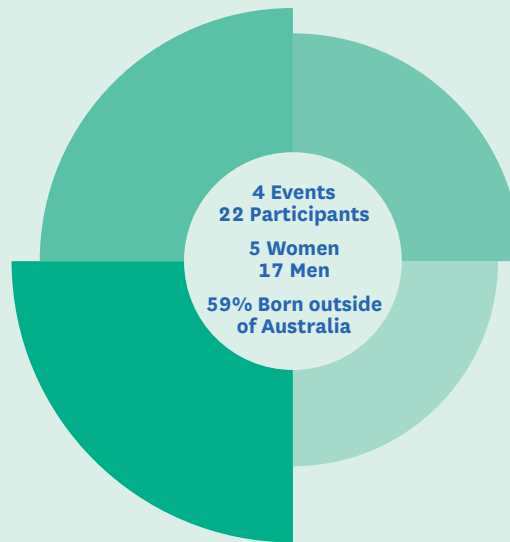 4 Events
22 Participants
5 Women
17 Men
59% Born outside
of Australia